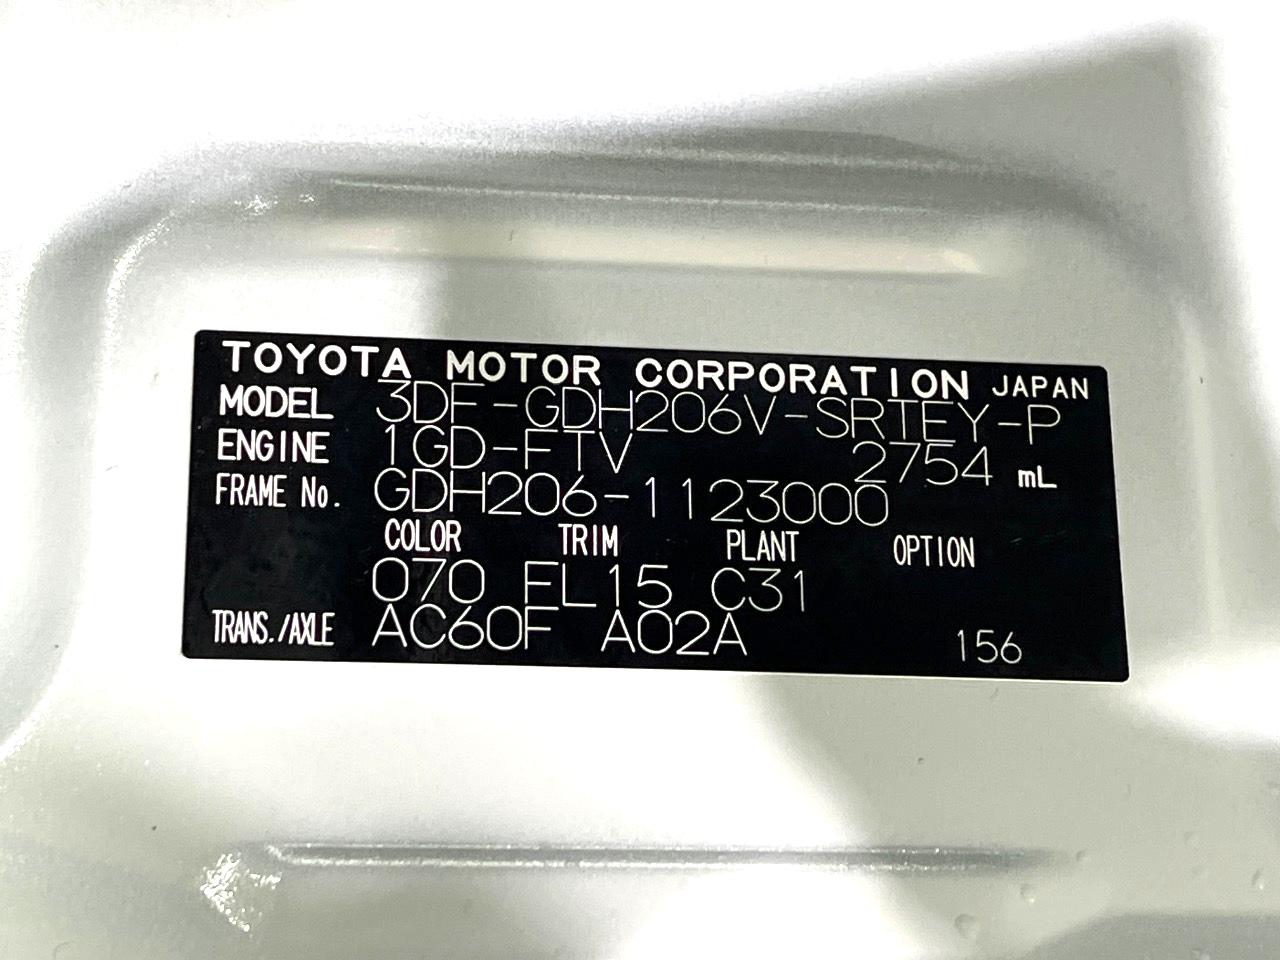 TOYOTA MOTOR CORPORATION JAPAN
MODEL 3DF-GDH206V-SRTEY-P
ENGINE 1GD-FTV 2754 mL
FRAME No. GDH206-1123000
COLOR TRIM PLANT OPTION
070 FL15 C31
TRANS./AXLE AC60F A02A 156